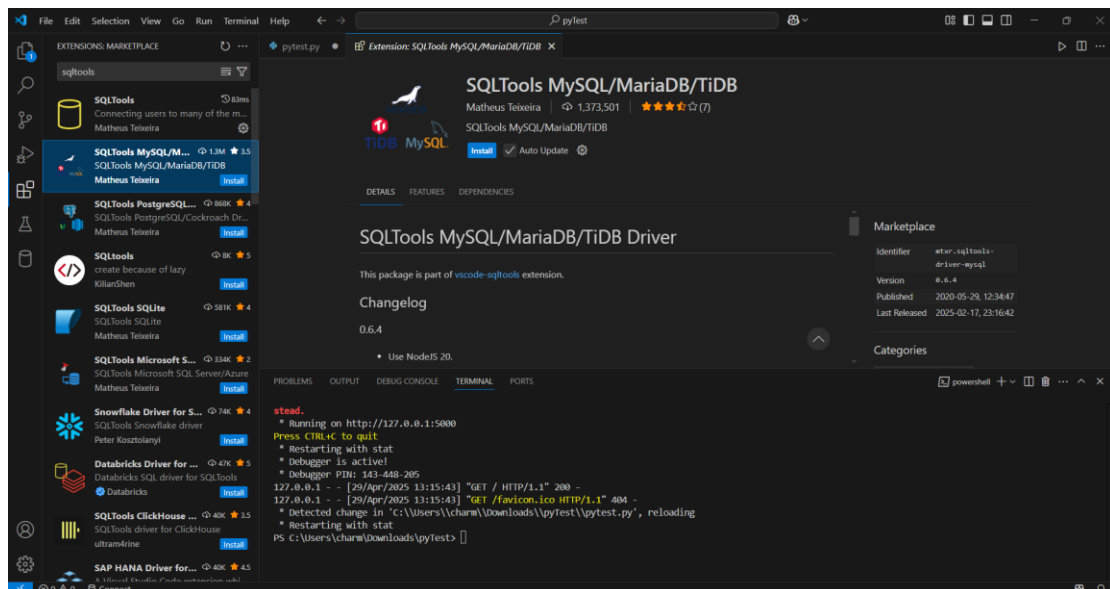 File Edit Selection View Go Run Terminal Help
pyTest
EXTENSIONS: MARKETPLACE
sqltools
SQLTools 83ms
Connecting users to many of the m...
Matheus Teixeira
SQLTools MySQL/M... 1.3M 3.5
SQLTools MySQL/MariaDB/TiDB
Matheus Teixeira Install
SQLTools PostgreSQL... 868K 4
SQLTools PostgreSQL/Cockroach Dr...
Matheus Teixeira Install
SQLtools 8K 5
create because of lazy
KilianShen Install
SQLTools SQLite 581K 4
SQLTools SQLite
Matheus Teixeira Install
SQLTools Microsoft S... 334K 2
SQLTools Microsoft SQL Server/Azure
Matheus Teixeira Install
Snowflake Driver for S... 74K 4
SQLTools Snowflake driver
Peter Kosztolanyi Install
Databricks Driver for ... 47K 5
Databricks SQL driver for SQLTools
Databricks Install
SQLTools ClickHouse ... 40K 3.5
SQLTools driver for ClickHouse
ultram4rine Install
SAP HANA Driver for... 40K 4.5
A Visual Studio Code extension whi...
pytest.py
Extension: SQLTools MySQL/MariaDB/TiDB
TiDB MySQL
SQLTools MySQL/MariaDB/TiDB
Matheus Teixeira 1,373,501 (7)
SQLTools MySQL/MariaDB/TiDB
Install Auto Update
DETAILS FEATURES DEPENDENCIES
SQLTools MySQL/MariaDB/TiDB Driver
This package is part of vscode-sqltools extension.
Changelog
0.6.4
• Use NodeJS 20.
Marketplace
Identifier mtxr.sqltools-
driver-mysql
Version 0.6.4
Published 2020-05-29, 12:34:47
Last Released 2025-02-17, 23:16:42
Categories
PROBLEMS OUTPUT DEBUG CONSOLE TERMINAL PORTS
powershell
stead.
* Running on http://127.0.0.1:5000
Press CTRL+C to quit
* Restarting with stat
* Debugger is active!
* Debugger PIN: 143-448-205
127.0.0.1 - - [29/Apr/2025 13:15:43] "GET / HTTP/1.1" 200 -
127.0.0.1 - - [29/Apr/2025 13:15:43] "GET /favicon.ico HTTP/1.1" 404 -
* Detected change in 'C:\\Users\\charm\\Downloads\\pyTest\\pytest.py', reloading
* Restarting with stat
PS C:\Users\charm\Downloads\pyTest>
0 0 0 Connect